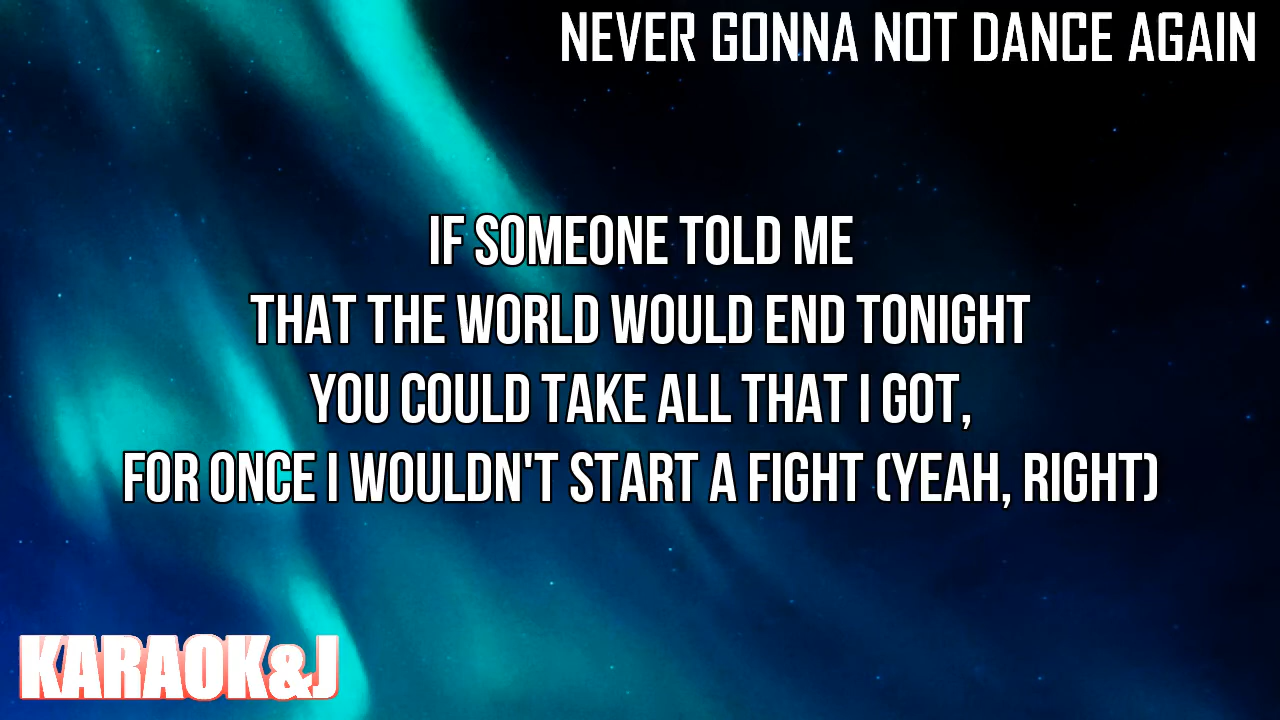 NEVER GONNA NOT DANCE AGAIN
IF SOMEONE TOLD ME
THAT THE WORLD WOULD END TONIGHT
YOU COULD TAKE ALL THAT I GOT,
FOR ONCE I WOULDN'T START A FIGHT (YEAH, RIGHT)
KARAOK&J